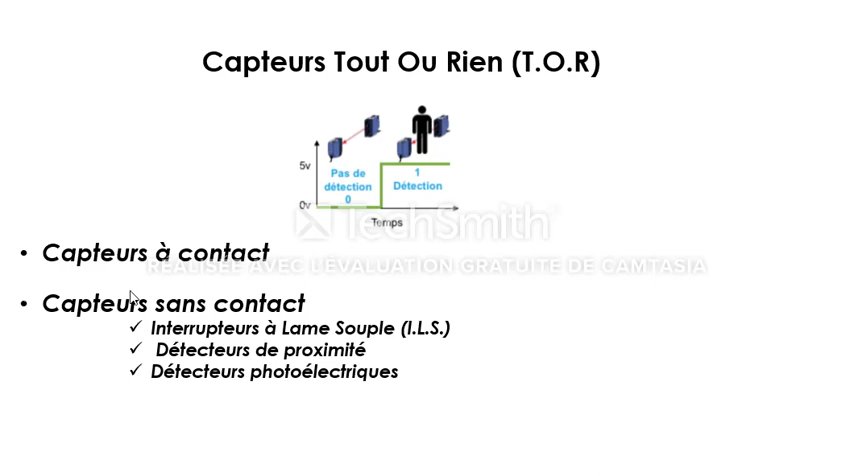 Capteurs Tout Ou Rien (T.O.R)
5v
Pas de
détection
0
1
Détection
0v
Temps
TechSmith
• Capteurs à contact
RÉALISÉE AVEC L'ÉVALUATION GRATUITE DE CAMTASIA
• Capteurs sans contact
✓ Interrupteurs à Lame Souple (I.L.S.)
✓ Détecteurs de proximité
✓ Détecteurs photoélectriques